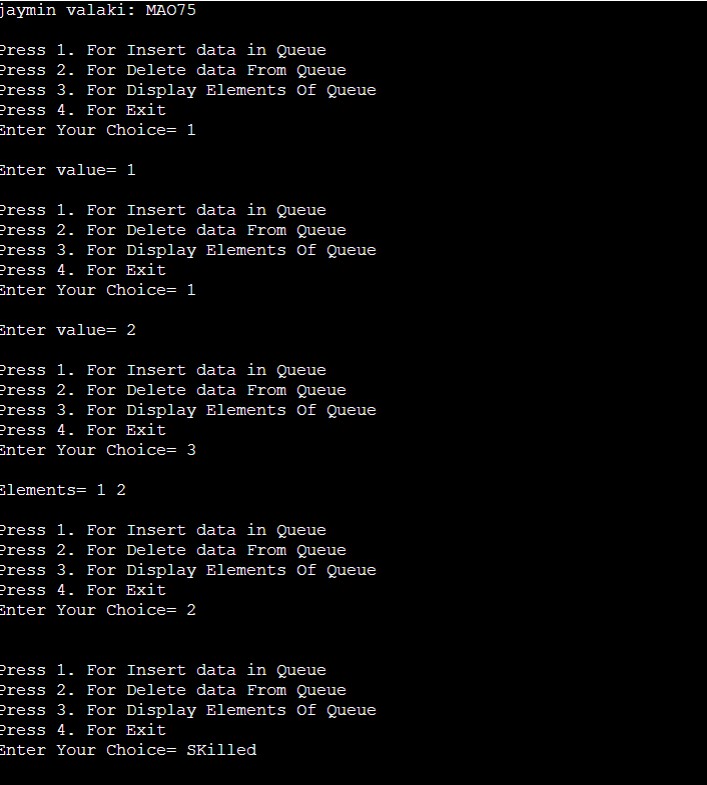 jaymin valaki: MAO75
Press 1. For Insert data in Queue
Press 2. For Delete data From Queue
Press 3. For Display Elements Of Queue
Press 4. For Exit
Enter Your Choice= 1
Enter value= 1
Press 1. For Insert data in Queue
Press 2. For Delete data From Queue
Press 3. For Display Elements Of Queue
Press 4. For Exit
Enter Your Choice= 1
Enter value= 2
Press 1. For Insert data in Queue
Press 2. For Delete data From Queue
Press 3. For Display Elements Of Queue
Press 4. For Exit
Enter Your Choice= 3
Elements= 1 2
Press 1. For Insert data in Queue
Press 2. For Delete data From Queue
Press 3. For Display Elements Of Queue
Press 4. For Exit
Enter Your Choice= 2
Press 1. For Insert data in Queue
Press 2. For Delete data From Queue
Press 3. For Display Elements Of Queue
Press 4. For Exit
Enter Your Choice= SKilled